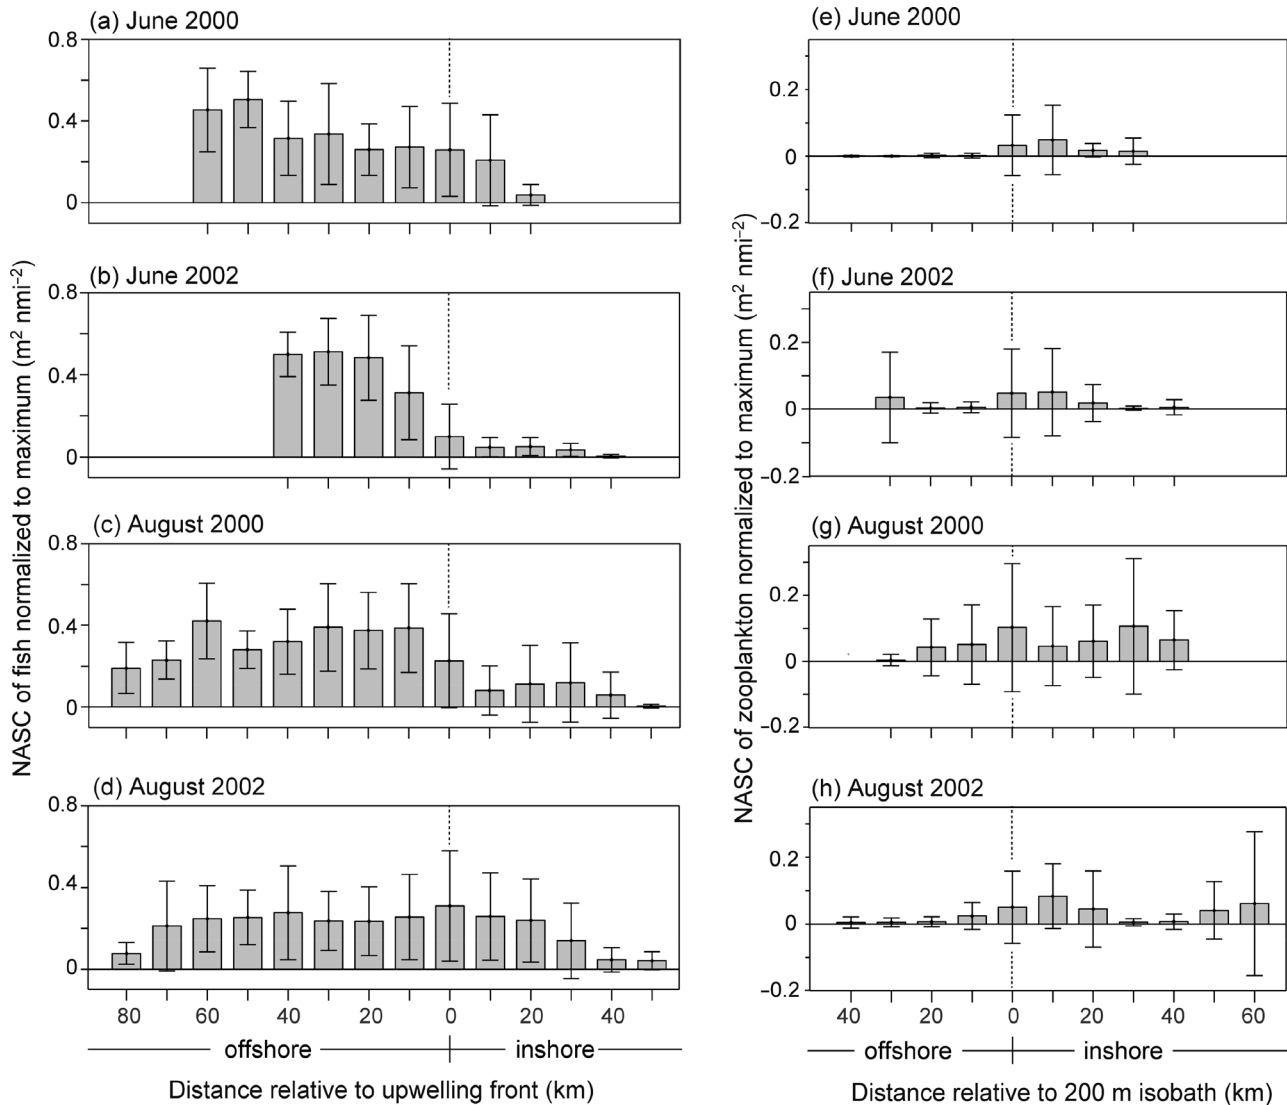 (a) June 2000
0.8
0.4
0
(b) June 2002
0.8
0.4
0
(c) August 2000
0.8
0.4
0
(d) August 2002
0.8
0.4
0
80 60 40 20 0 20 40
offshore inshore
Distance relative to upwelling front (km)
NASC of fish normalized to maximum (m² nmi⁻²)
(e) June 2000
0.2
0
−0.2
(f) June 2002
0.2
0
−0.2
(g) August 2000
0.2
0
−0.2
(h) August 2002
0.2
0
−0.2
40 20 0 20 40 60
offshore inshore
Distance relative to 200 m isobath (km)
NASC of zooplankton normalized to maximum (m² nmi⁻²)